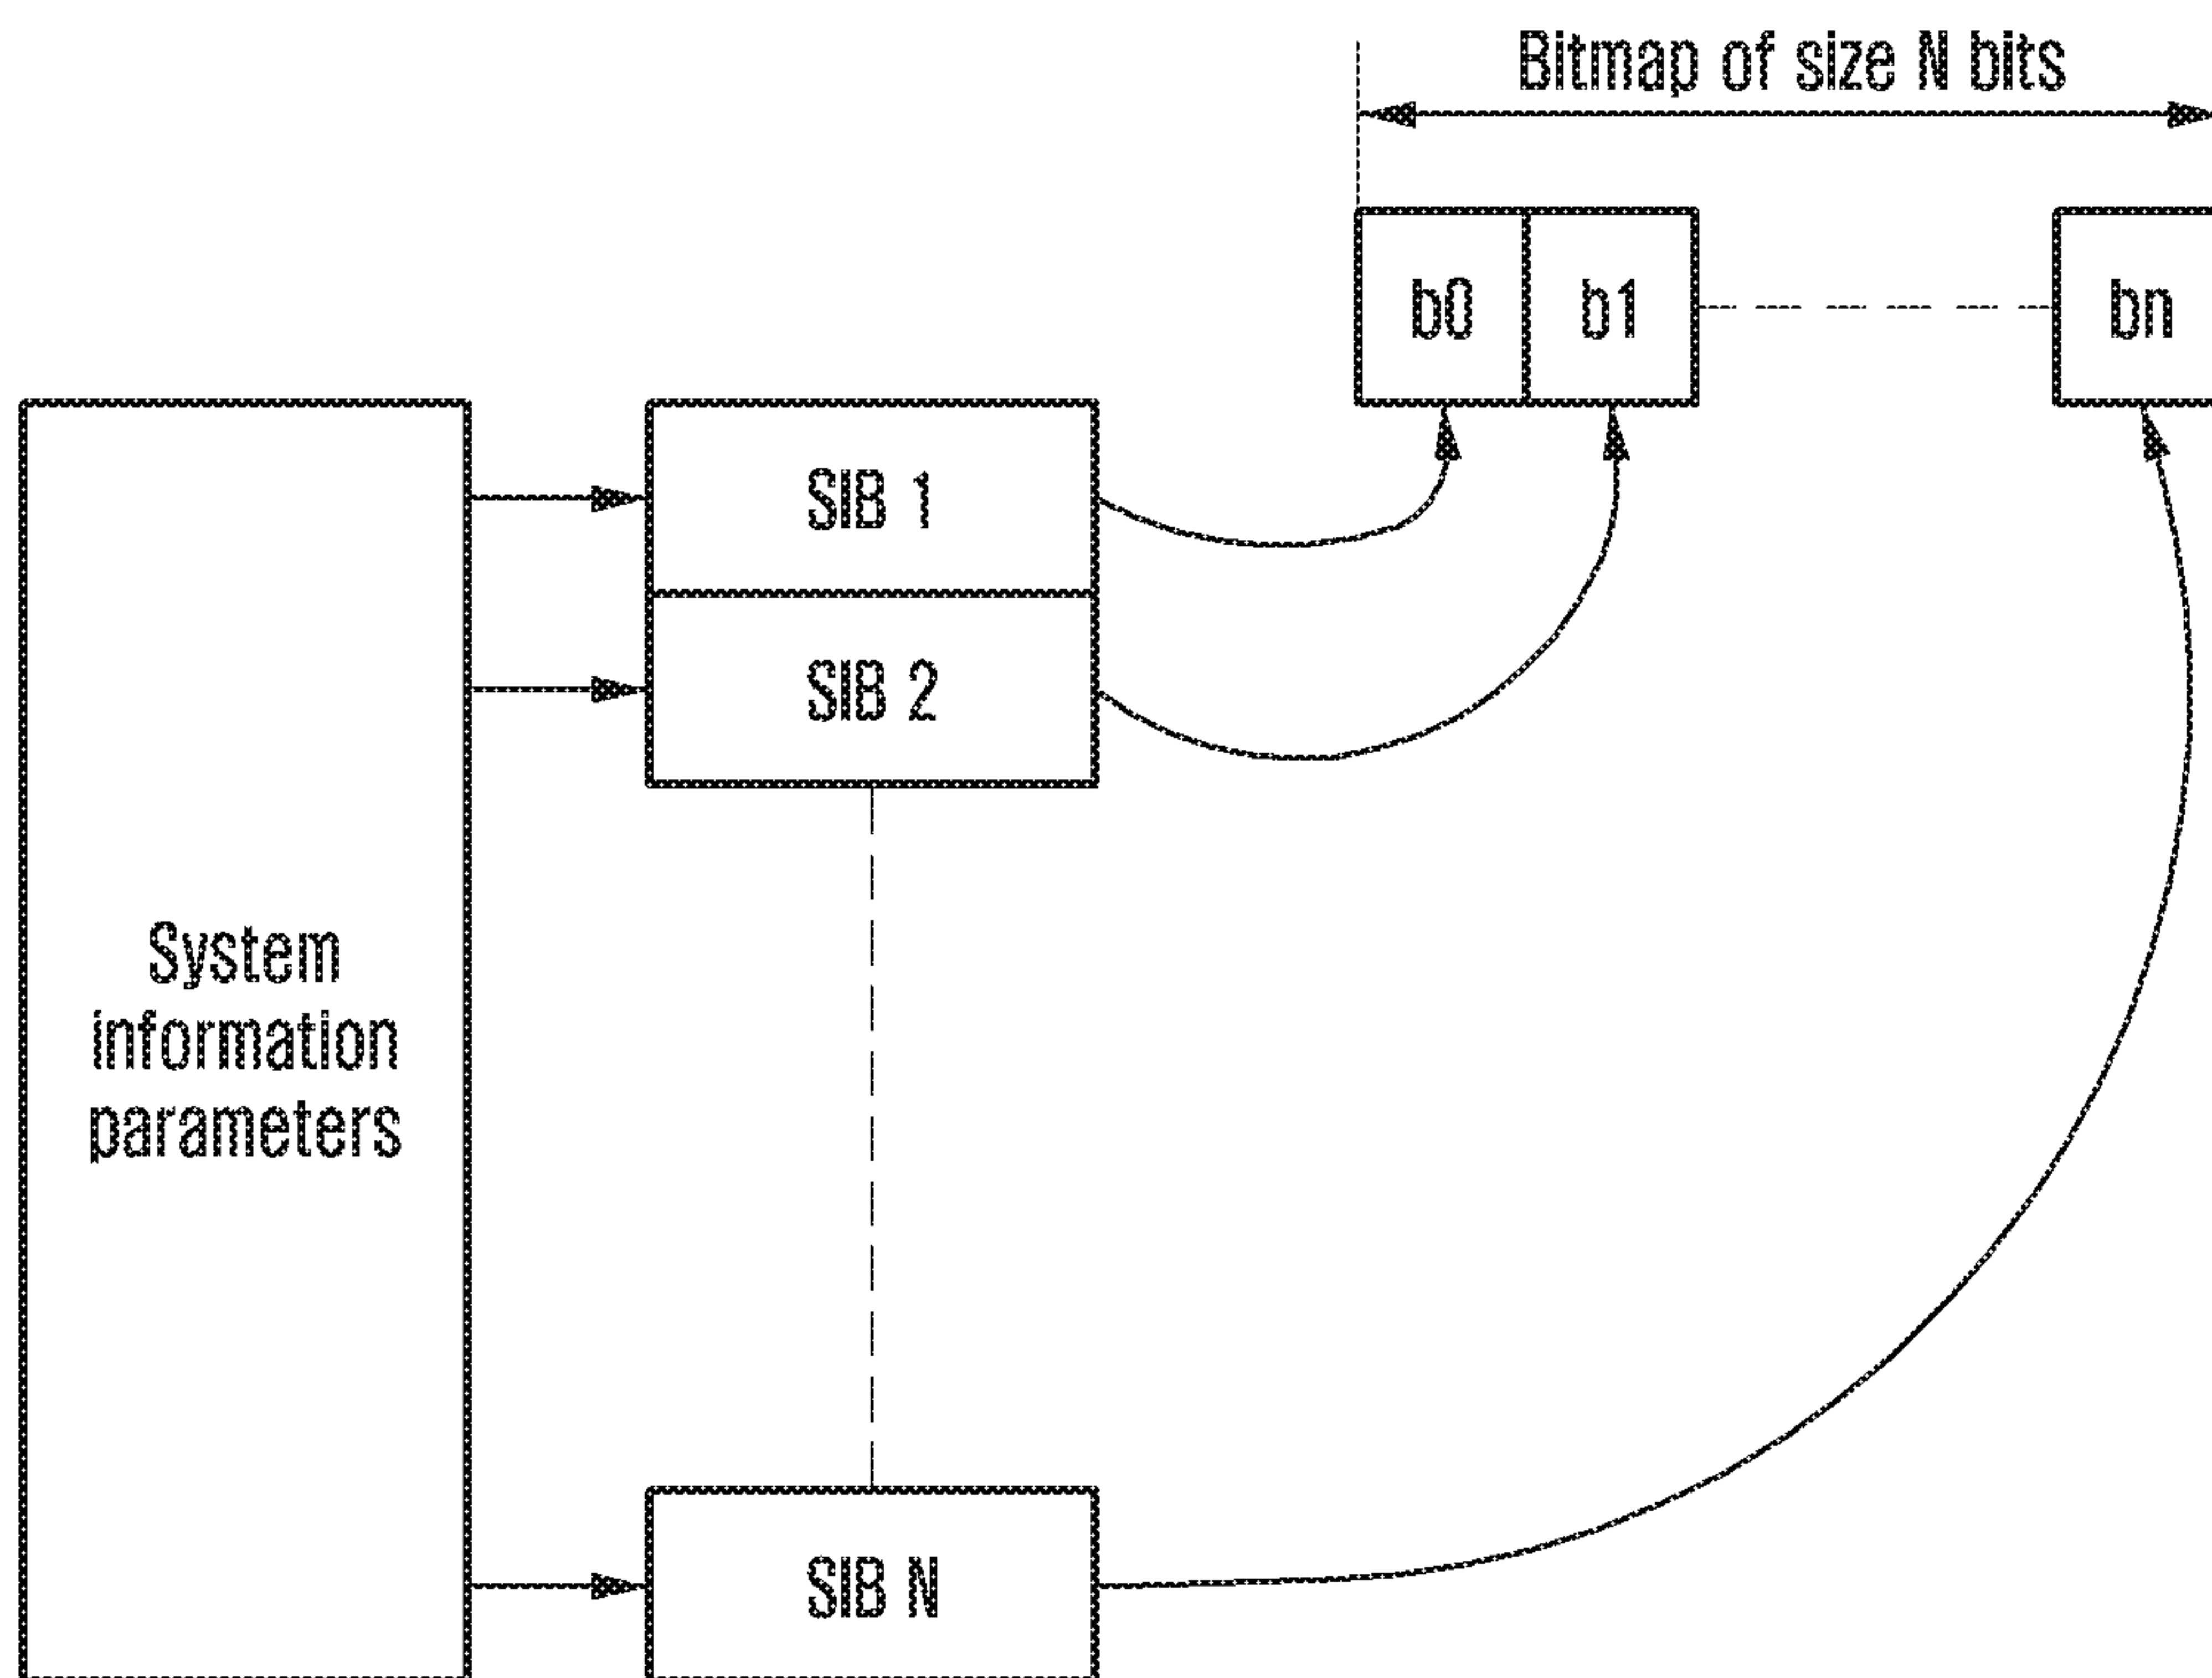 Bitmap of size N bits
b0
b1
bn
SIB 1
SIB 2
System
information
parameters
SIB N